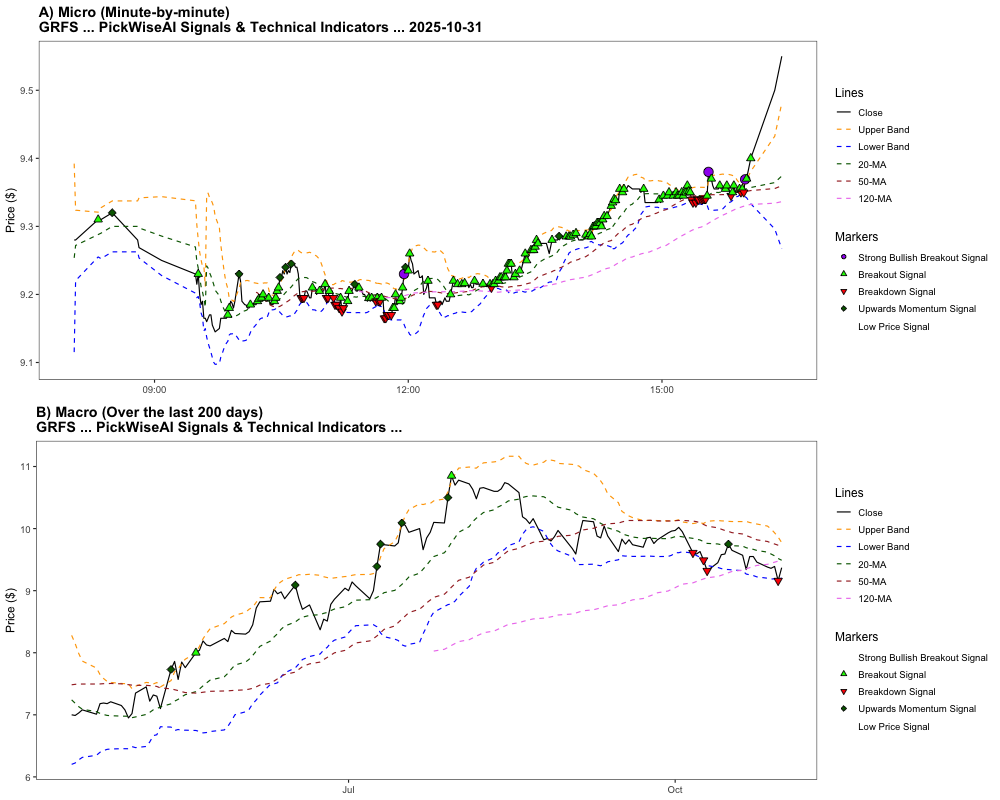 A) Micro (Minute-by-minute)
GRFS ... PickWiseAI Signals & Technical Indicators ... 2025-10-31
Price ($)
9.5
9.4
9.3
9.2
9.1
09:00
12:00
15:00
Lines
Close
Upper Band
Lower Band
20-MA
50-MA
120-MA
Markers
Strong Bullish Breakout Signal
Breakout Signal
Breakdown Signal
Upwards Momentum Signal
Low Price Signal
B) Macro (Over the last 200 days)
GRFS ... PickWiseAI Signals & Technical Indicators ...
Price ($)
11
10
9
8
7
6
Jul
Oct
Lines
Close
Upper Band
Lower Band
20-MA
50-MA
120-MA
Markers
Strong Bullish Breakout Signal
Breakout Signal
Breakdown Signal
Upwards Momentum Signal
Low Price Signal